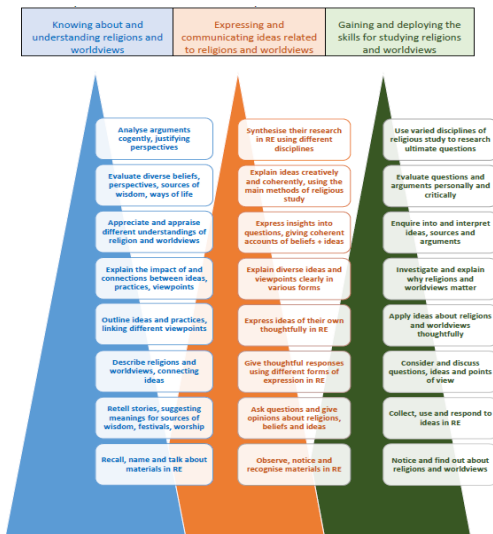 Knowing about and
understanding religions and
worldviews
Expressing and
communicating ideas related
to religions and worldviews
Gaining and deploying the
skills for studying religions
and worldviews
Analyse arguments
cogently, justifying
perspectives
Evaluate diverse beliefs,
perspectives, sources of
wisdom, ways of life
Appreciate and appraise
different understandings of
religion and worldviews
Explain the impact of and
connections between ideas,
practices, viewpoints
Outline ideas and practices,
linking different viewpoints
Describe religions and
worldviews, connecting
ideas
Retell stories, suggesting
meanings for sources of
wisdom, festivals, worship
Recall, name and talk about
materials in RE
Synthesise their research
in RE using different
disciplines
Explain ideas creatively
and coherently, using the
main methods of religious
study
Express insights into
questions, giving coherent
accounts of beliefs + ideas
Explain diverse ideas and
viewpoints clearly in
various forms
Express ideas of their own
thoughtfully in RE
Give thoughtful responses
using different forms of
expression in RE
Ask questions and give
opinions about religions,
beliefs and ideas
Observe, notice and
recognise materials in RE
Use varied disciplines of
religious study to research
ultimate questions
Evaluate questions and
arguments personally and
critically
Enquire into and interpret
ideas, sources and
arguments
Investigate and explain
why religions and
worldviews matter
Apply ideas about religions
and worldviews
thoughtfully
Consider and discuss
questions, ideas and points
of view
Collect, use and respond to
ideas in RE
Notice and find out about
religions and worldviews